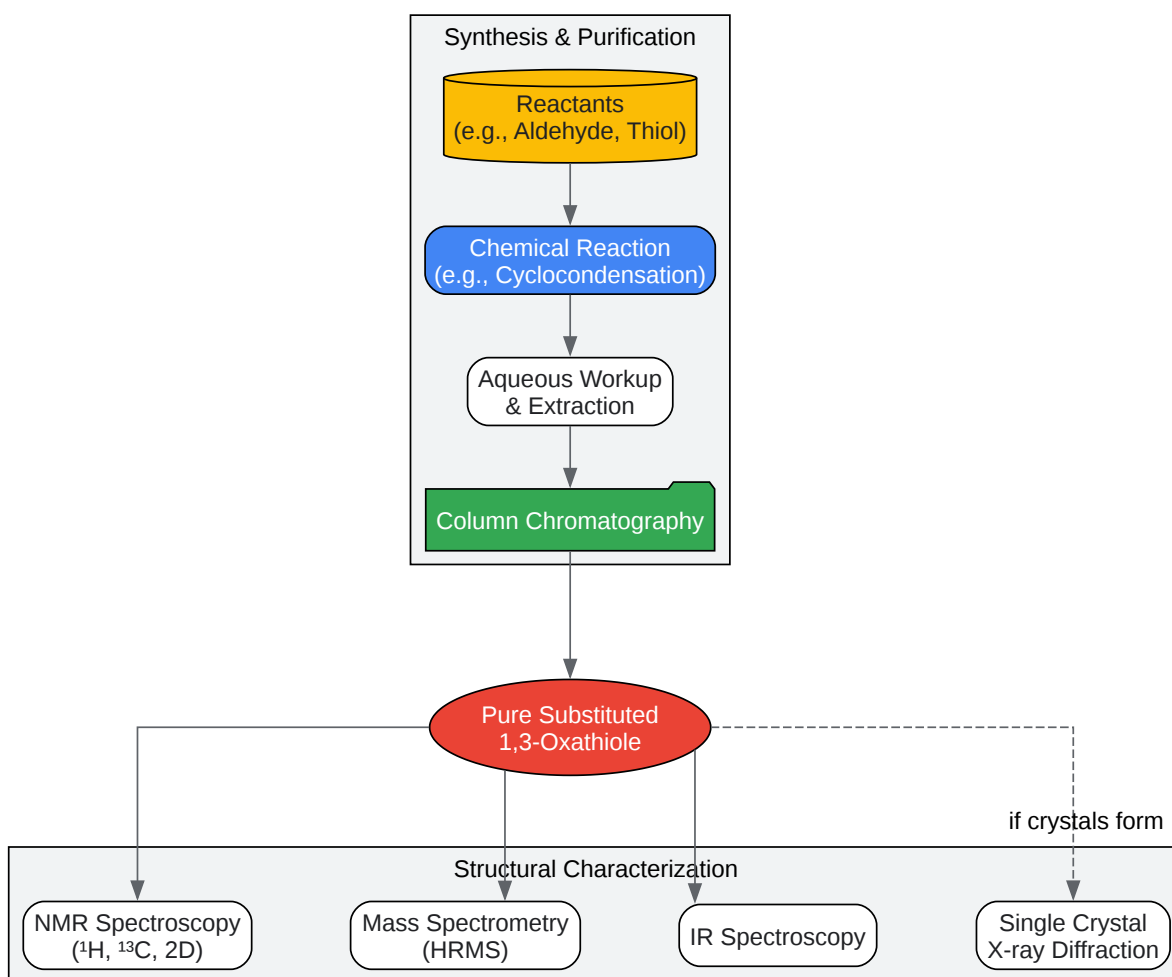 Synthesis & Purification
Reactants
(e.g., Aldehyde, Thiol)
Chemical Reaction
(e.g., Cyclocondensation)
Aqueous Workup
& Extraction
Column Chromatography
Pure Substituted
1,3-Oxathiole
if crystals form
Structural Characterization
NMR Spectroscopy
(¹H, ¹³C, 2D)
Mass Spectrometry
(HRMS)
IR Spectroscopy
Single Crystal
X-ray Diffraction